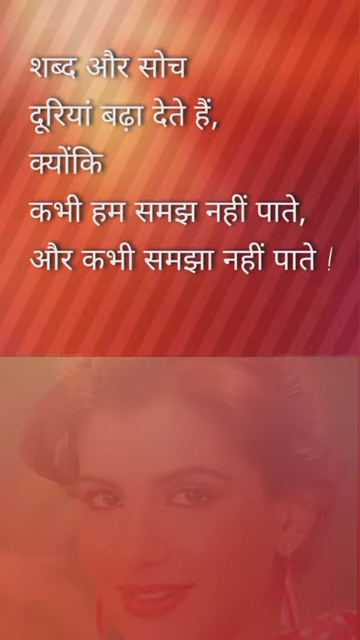 शब्द और सोच
दूरियां बढ़ा देते हैं,
क्योंकि
कभी हम समझ नहीं पाते,
और कभी समझा नहीं पाते !